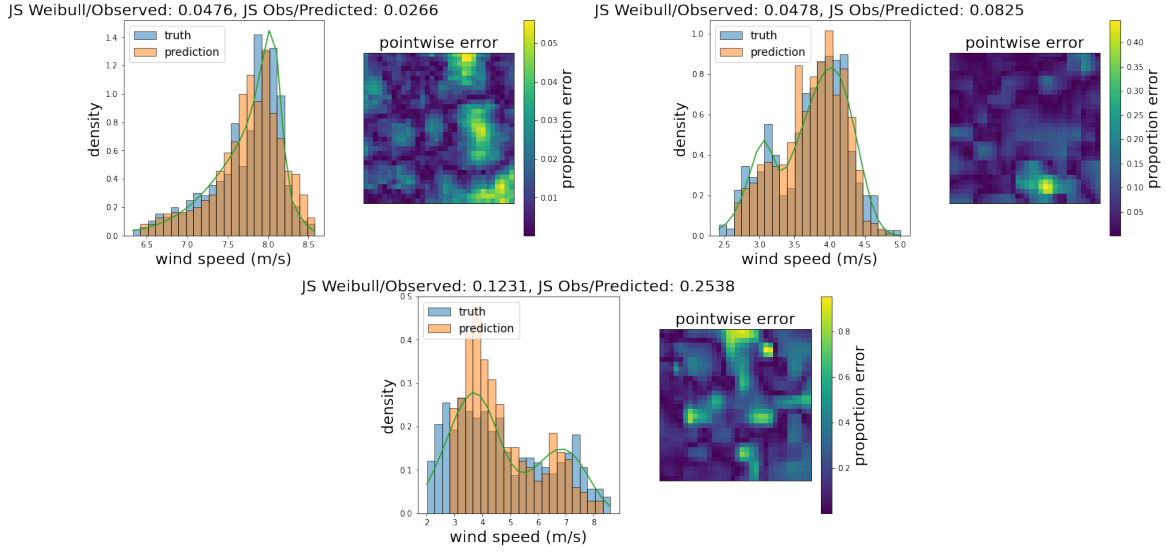 JS Weibull/Observed: 0.0476, JS Obs/Predicted: 0.0266
truth
prediction
1.4
1.2
1.0
0.8
0.6
0.4
0.2
0.0
density
6.5 7.0 7.5 8.0 8.5
wind speed (m/s)
pointwise error
0.05
0.04
0.03
0.02
0.01
proportion error
JS Weibull/Observed: 0.0478, JS Obs/Predicted: 0.0825
truth
prediction
1.0
0.8
0.6
0.4
0.2
0.0
density
2.5 3.0 3.5 4.0 4.5 5.0
wind speed (m/s)
pointwise error
0.40
0.35
0.30
0.25
0.20
0.15
0.10
0.05
proportion error
JS Weibull/Observed: 0.1231, JS Obs/Predicted: 0.2538
truth
prediction
0.5
0.4
0.3
0.2
0.1
0.0
density
2 3 4 5 6 7 8
wind speed (m/s)
pointwise error
0.8
0.6
0.4
0.2
proportion error